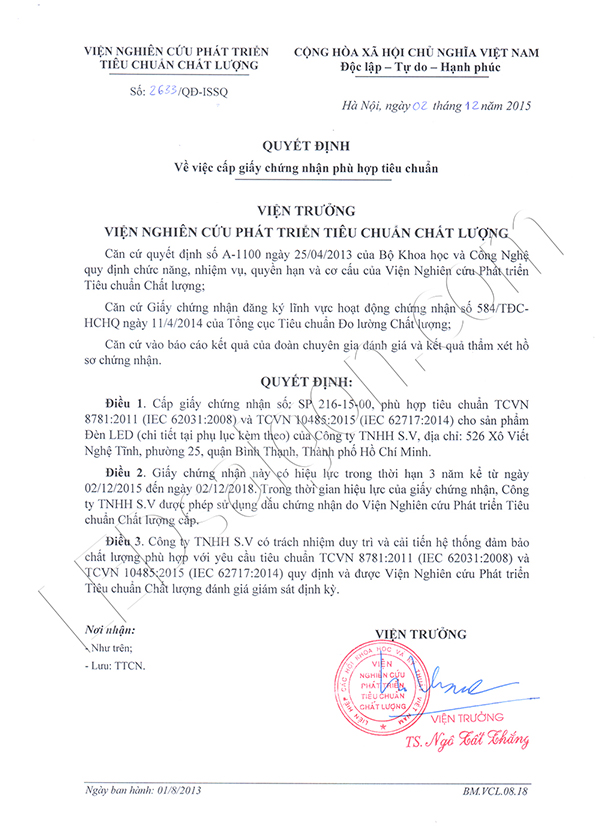 VIỆN NGHIÊN CỨU PHÁT TRIỂN
TIÊU CHUẨN CHẤT LƯỢNG
Số: 2633/QĐ-ISSQ
CỘNG HÒA XÃ HỘI CHỦ NGHĨA VIỆT NAM
Độc lập – Tự do – Hạnh phúc
Hà Nội, ngày 02 tháng 12 năm 2015
QUYẾT ĐỊNH
Về việc cấp giấy chứng nhận phù hợp tiêu chuẩn
VIỆN TRƯỞNG
VIỆN NGHIÊN CỨU PHÁT TRIỂN TIÊU CHUẨN CHẤT LƯỢNG
Căn cứ quyết định số A-1100 ngày 25/04/2013 của Bộ Khoa học và Công Nghệ
quy định chức năng, nhiệm vụ, quyền hạn và cơ cấu của Viện Nghiên cứu Phát triển
Tiêu chuẩn Chất lượng;
Căn cứ Giấy chứng nhận đăng ký lĩnh vực hoạt động chứng nhận số 584/TĐC-
HCHQ ngày 11/4/2014 của Tổng cục Tiêu chuẩn Đo lường Chất lượng;
Căn cứ vào báo cáo kết quả của đoàn chuyên gia đánh giá và kết quả thẩm xét hồ
sơ chứng nhận.
QUYẾT ĐỊNH:
Điều 1. Cấp giấy chứng nhận số: SP 216-15-00, phù hợp tiêu chuẩn TCVN
8781:2011 (IEC 62031:2008) và TCVN 10485:2015 (IEC 62717:2014) cho sản phẩm
Đèn LED (chi tiết tại phụ lục kèm theo) của Công ty TNHH S.V, địa chỉ: 526 Xô Viết
Nghệ Tĩnh, phường 25, quận Bình Thạnh, Thành phố Hồ Chí Minh.
Điều 2. Giấy chứng nhận này có hiệu lực trong thời hạn 3 năm kể từ ngày
02/12/2015 đến ngày 02/12/2018. Trong thời gian hiệu lực của giấy chứng nhận, Công
ty TNHH S.V được phép sử dụng dấu chứng nhận do Viện Nghiên cứu Phát triển Tiêu
chuẩn Chất lượng cấp.
Điều 3. Công ty TNHH S.V có trách nhiệm duy trì và cải tiến hệ thống đảm bảo
chất lượng phù hợp với yêu cầu tiêu chuẩn TCVN 8781:2011 (IEC 62031:2008) và
TCVN 10485:2015 (IEC 62717:2014) quy định và được Viện Nghiên cứu Phát triển
Tiêu chuẩn Chất lượng đánh giá giám sát định kỳ.
Nơi nhận:
- Như trên;
- Lưu: TTCN.
VIỆN TRƯỞNG
LIÊN HIỆP CÁC HỘI KHOA HỌC VÀ KỸ THUẬT VIỆT NAM
VIỆN
NGHIÊN CỨU
PHÁT TRIỂN
TIÊU CHUẨN
CHẤT LƯỢNG
VIỆN TRƯỞNG
TS. Ngô Tất Thắng
Ngày ban hành: 01/8/2013
BM.VCL.08.18